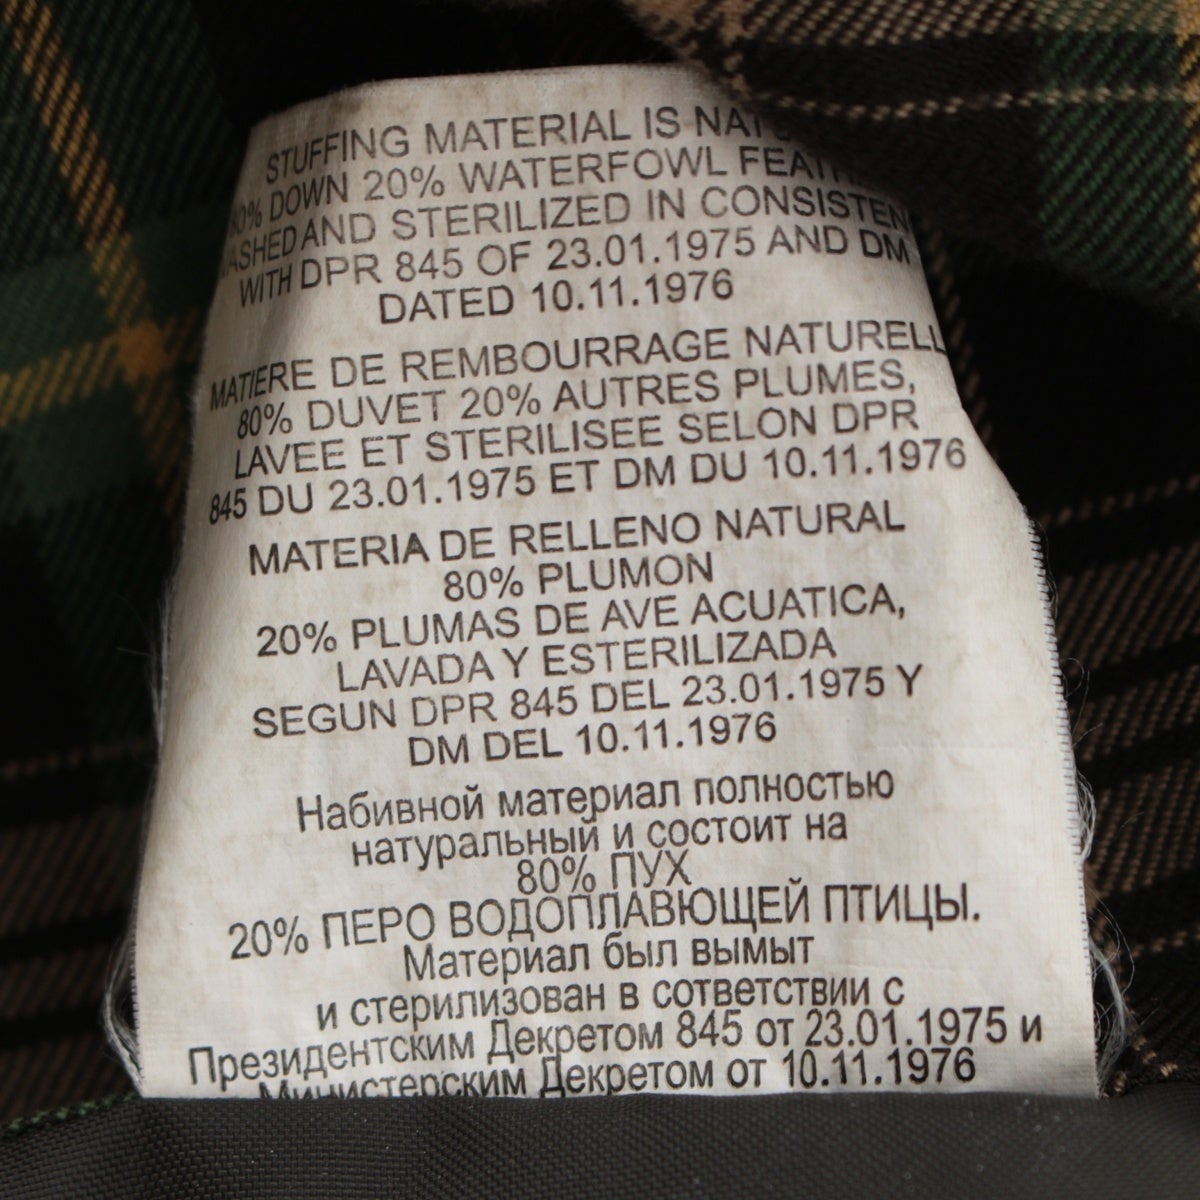 STUFFING MATERIAL IS
DOWN 20% WATERFOWL
AND STERILIZED IN
WITH DPR 845 OF 23.01.1975 AND DM
DATED 10.11.1976
MATIERE DE REMBOURRAGE NATURELL
80% DUVET 20% AUTRES PLUMES,
LAVEE ET STERILISEE SELON DPR
845 DU 23.01.1975 ET DM DU 10.11.1976
MATERIA DE RELLENO NATURAL
80% PLUMON
20% PLUMAS DE AVE ACUATICA,
LAVADA Y ESTERILIZADA
SEGUN DPR 845 DEL 23.01.1975 Y
DM DEL 10.11.1976
Набивной материал полностью
натуральный и состоит на
80% ПУХ
20% ПЕРО ВОДОПЛАВЮЩЕЙ ПТИЦЫ.
Материал был вымыт
и стерилизован в сответствии с
Президентским Декретом 845 от 23.01.1975 и
Министерским Декретом от 10.11.1976